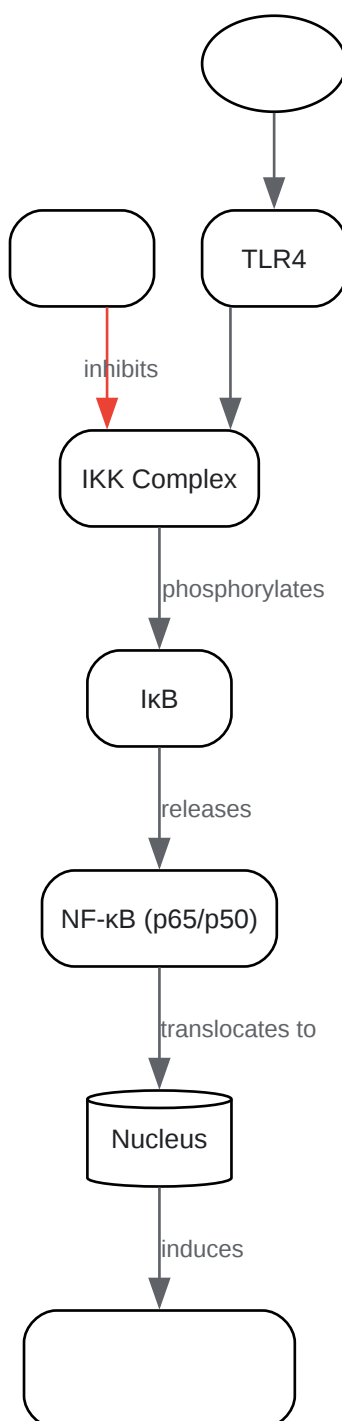 TLR4
inhibits
IKK Complex
phosphorylates
IκB
releases
NF-κB (p65/p50)
translocates to
Nucleus
induces